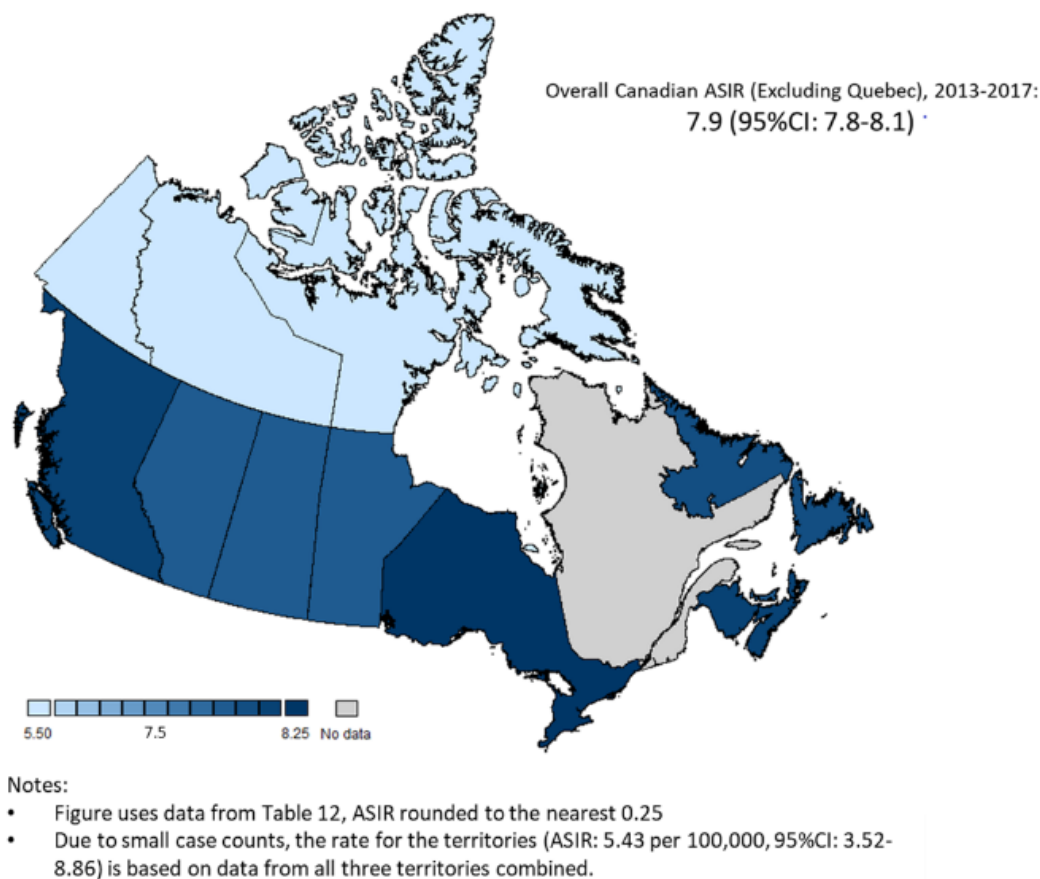 Overall Canadian ASIR (Excluding Quebec), 2013-2017:
7.9 (95%CI: 7.8-8.1)
5.50 7.5 8.25 No data
Notes:
• Figure uses data from Table 12, ASIR rounded to the nearest 0.25
• Due to small case counts, the rate for the territories (ASIR: 5.43 per 100,000, 95%CI: 3.52-
8.86) is based on data from all three territories combined.